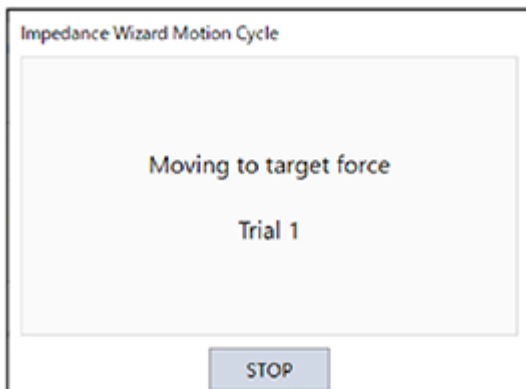 Impedance Wizard Motion Cycle
Moving to target force
Trial 1
STOP